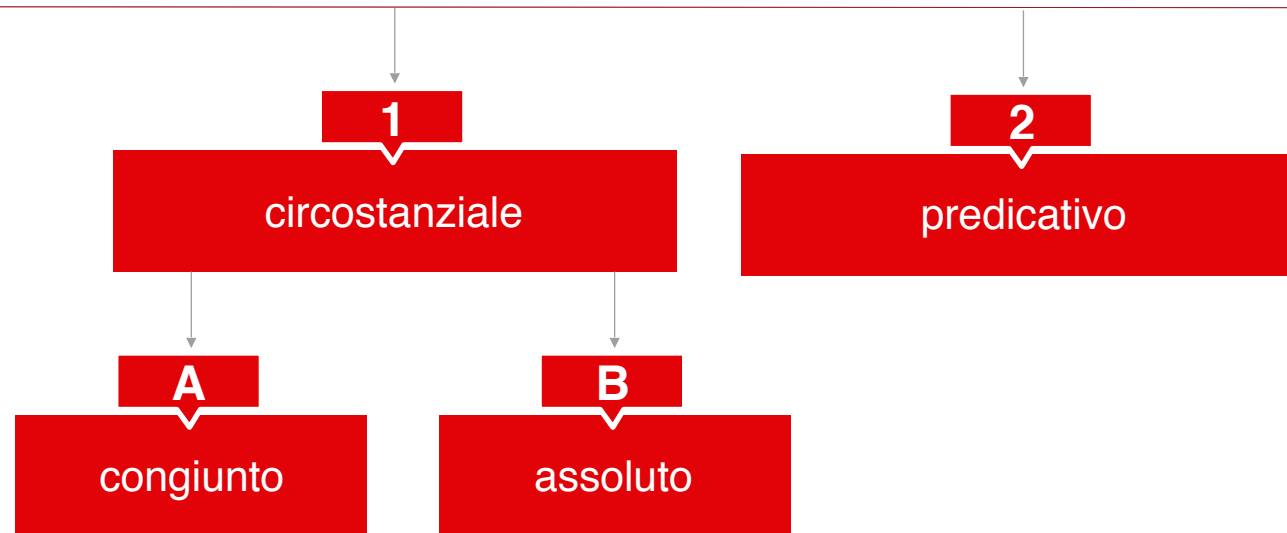 1
circostanziale
2
predicativo
A
congiunto
B
assoluto